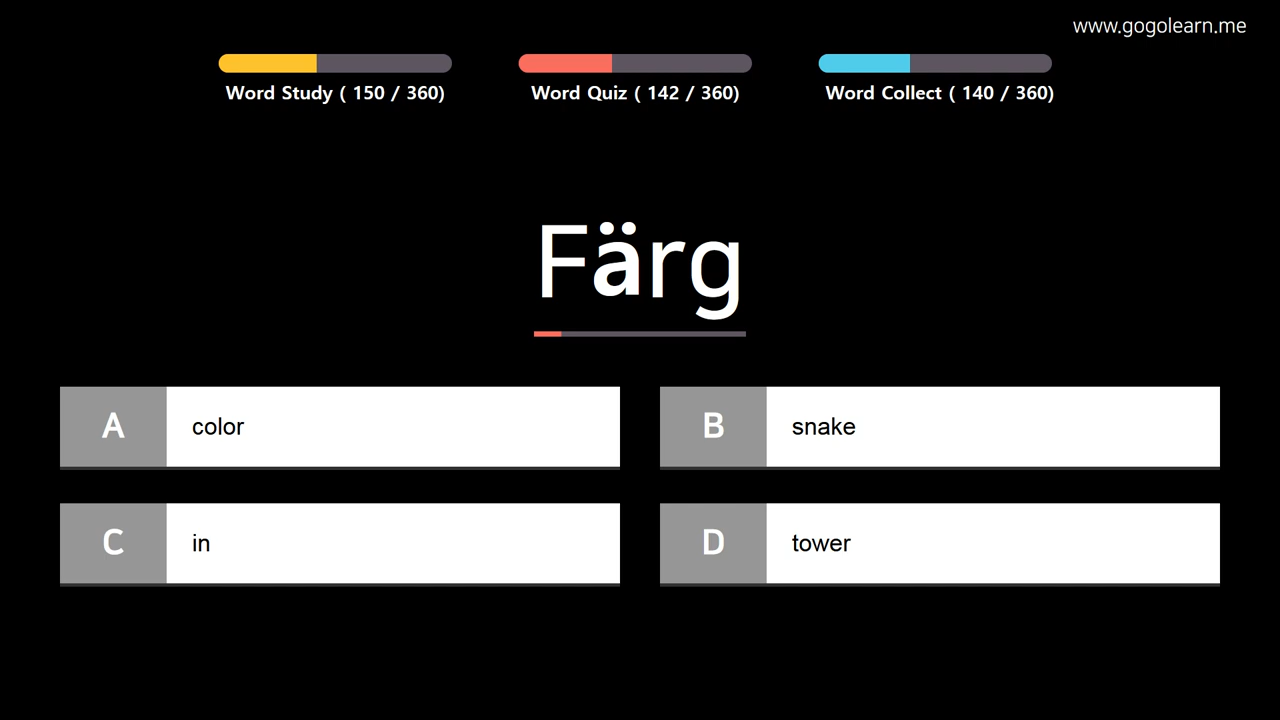 www.gogolearn.me
Word Study ( 150 / 360)
Word Quiz ( 142 / 360)
Word Collect ( 140 / 360)
Färg
A color
B snake
C in
D tower